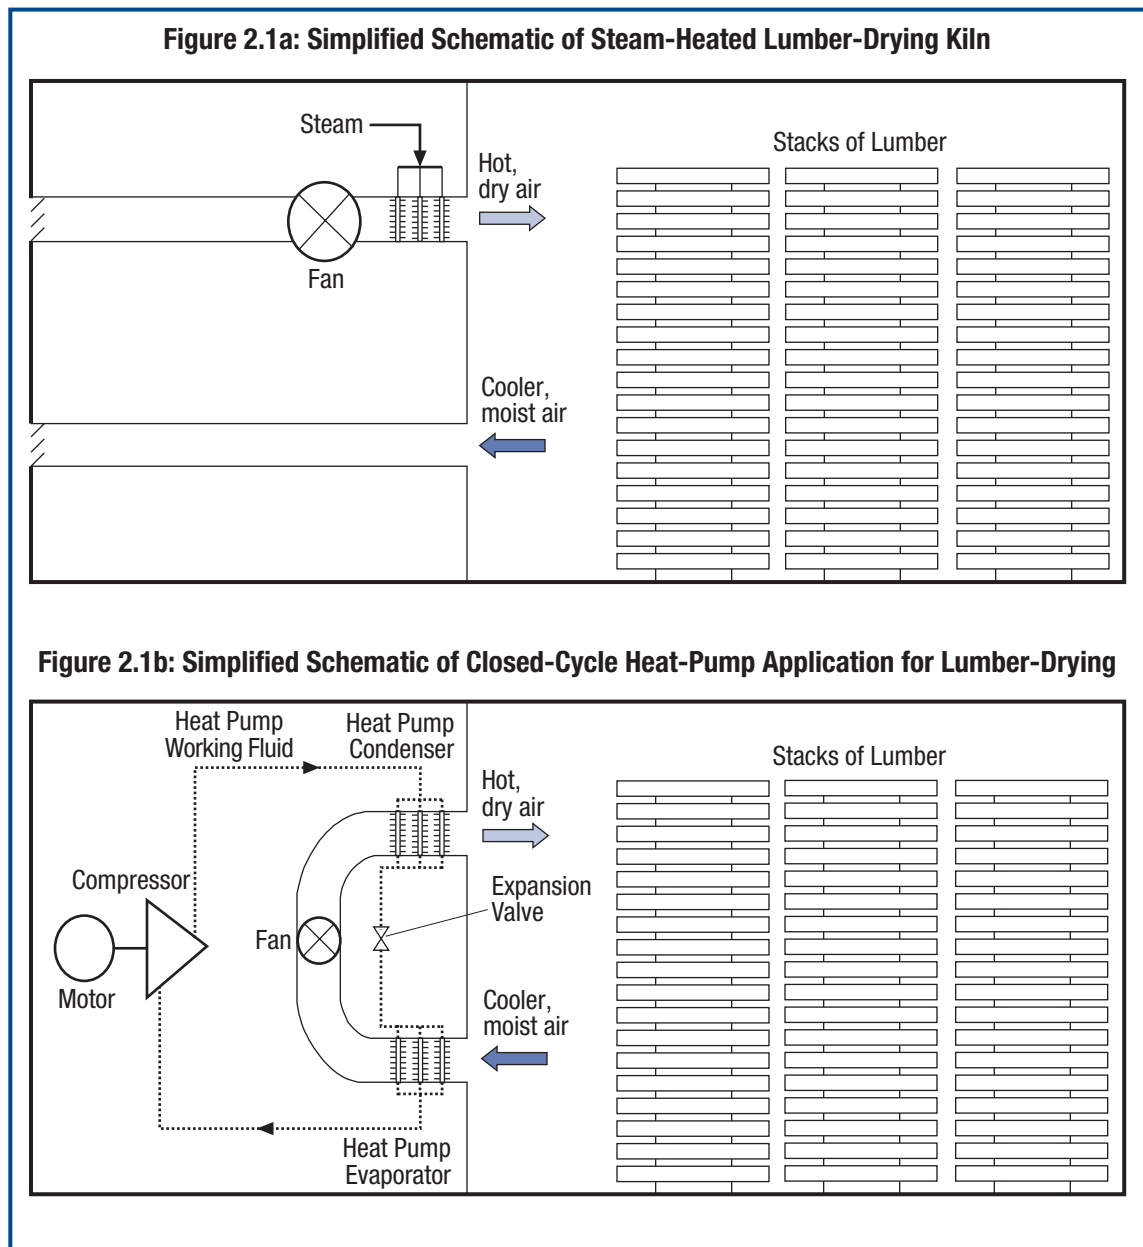 Figure 2.1a: Simplified Schematic of Steam-Heated Lumber-Drying Kiln
Steam
Hot,
dry air
Stacks of Lumber
Fan
Cooler,
moist air
Figure 2.1b: Simplified Schematic of Closed-Cycle Heat-Pump Application for Lumber-Drying
Heat Pump
Working Fluid
Heat Pump
Condenser
Hot,
dry air
Stacks of Lumber
Compressor
Expansion
Valve
Fan
Motor
Cooler,
moist air
Heat Pump
Evaporator